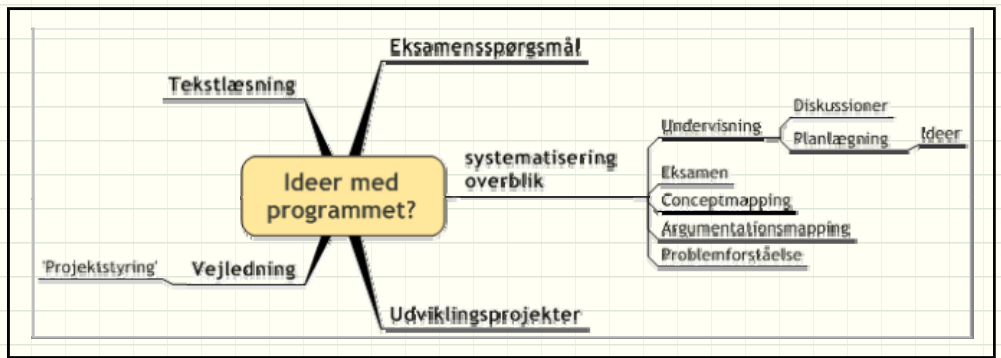 Eksamensspørgsmål
Tekstlæsning
Ideer med
programmet?
systematisering
overblik
Undervisning
Diskussioner
Planlægning
Ideer
Eksamen
Conceptmapping
Argumentationsmapping
Problemforståelse
Vejledning
'Projektstyring'
Udviklingsprojekter